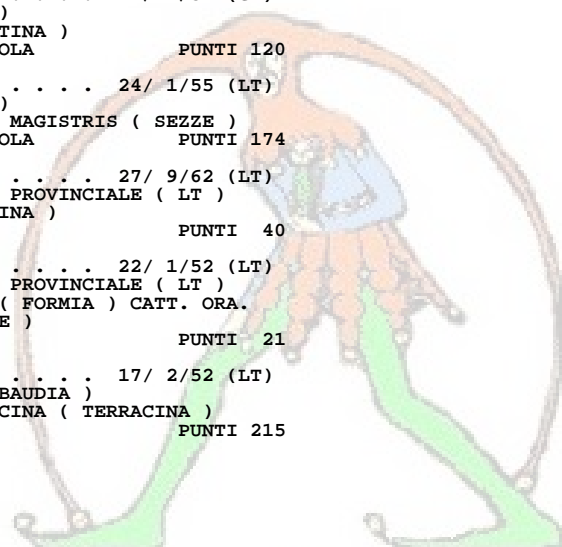 )
TINA )
OLA PUNTI 120
. . . . 24/ 1/55 (LT)
)
MAGISTRIS ( SEZZE )
OLA PUNTI 174
. . . . 27/ 9/62 (LT)
PROVINCIALE ( LT )
INA )
PUNTI 40
. . . . 22/ 1/52 (LT)
PROVINCIALE ( LT )
( FORMIA ) CATT. ORA.
E )
PUNTI 21
. . . . 17/ 2/52 (LT)
BAUDIA )
CINA ( TERRACINA )
PUNTI 215